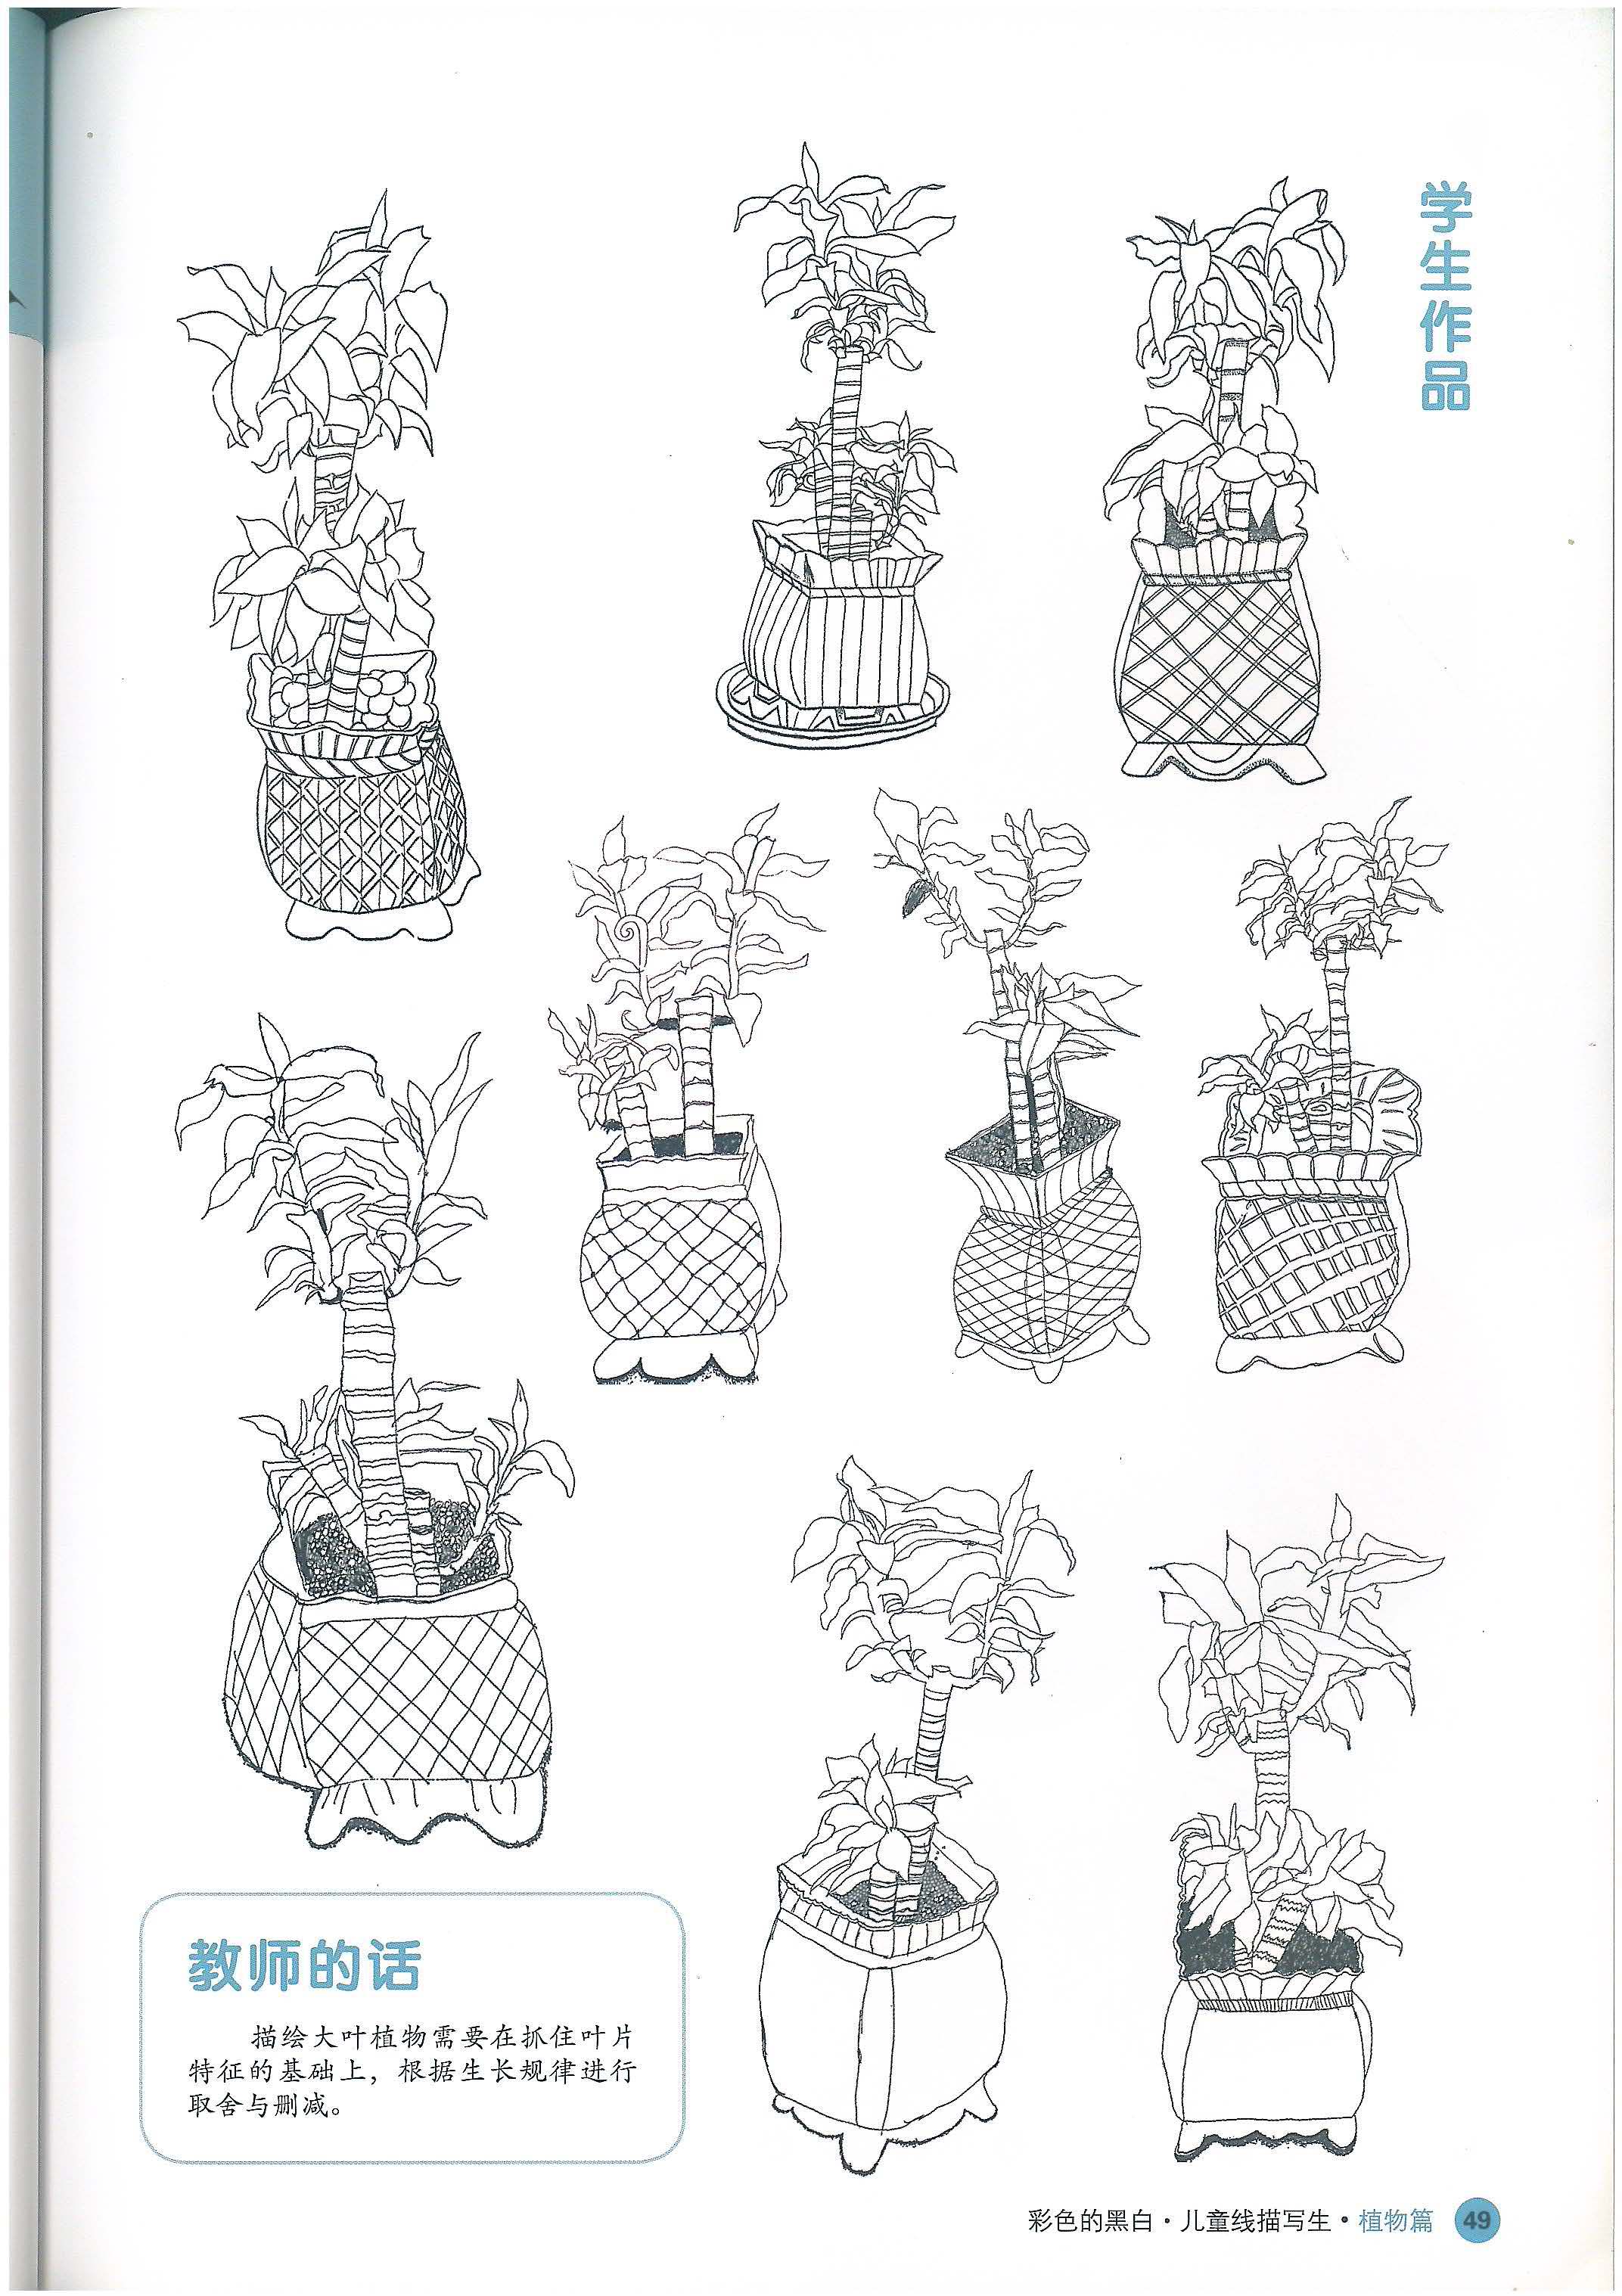 学生作品
教师的话
描绘大叶植物需要在抓住叶片
特征的基础上，根据生长规律进行
取舍与删减。
彩色的黑白·儿童线描写生·植物篇 49